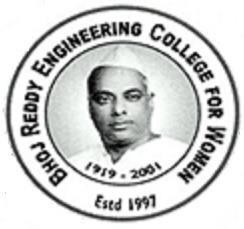 BHOJ REDDY ENGINEERING COLLEGE FOR WOMEN
1919 - 2001
Estd 1997